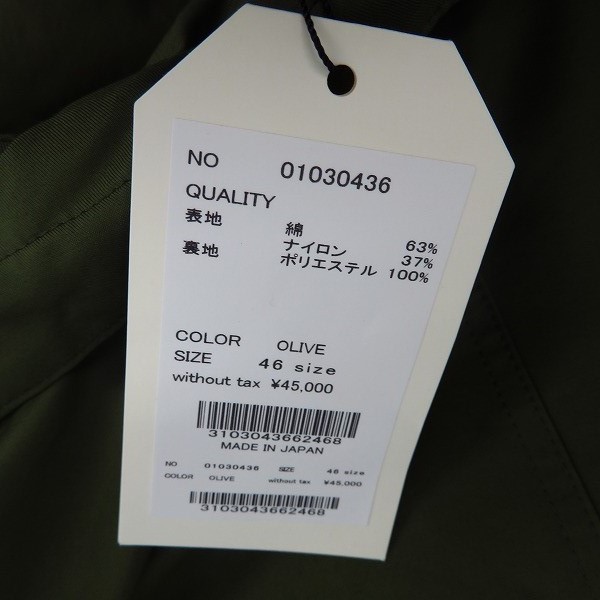 NO 01030436
QUALITY
表地 綿 63%
ナイロン 37%
裏地 ポリエステル 100%
COLOR OLIVE
SIZE 46 size
without tax ¥45,000
3103043662468
MADE IN JAPAN
NO 01030436 SIZE 46 size
COLOR OLIVE without tax ¥45,000
3103043662468